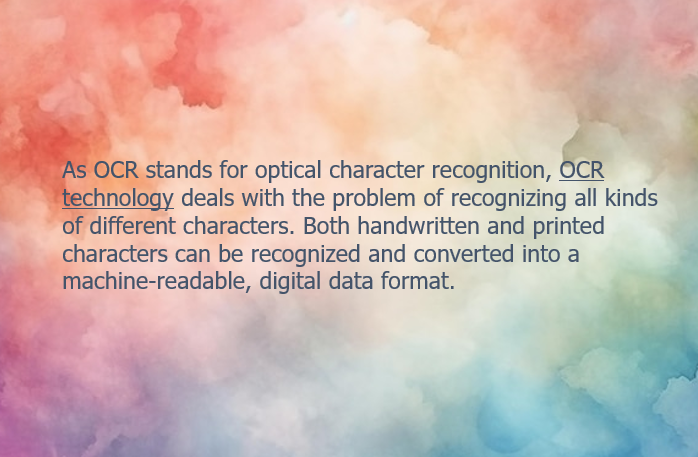 As OCR stands for optical character recognition, OCR
technology deals with the problem of recognizing all kinds
of different characters. Both handwritten and printed
characters can be recognized and converted into a
machine-readable, digital data format.